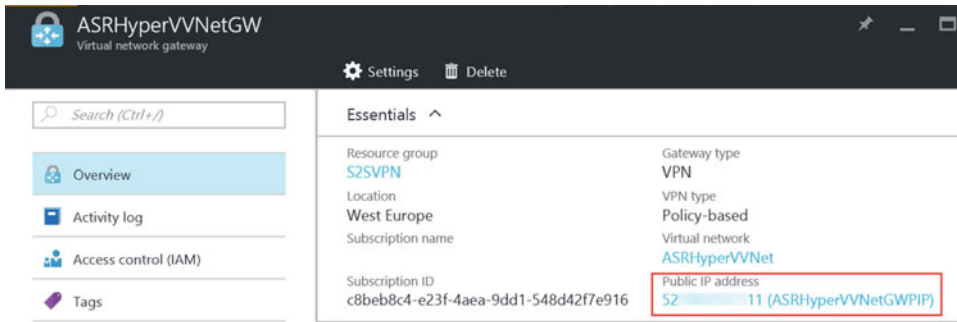 ASRHyperVVNetGW
Virtual network gateway
Settings
Delete
Search (Ctrl+/)
Overview
Activity log
Access control (IAM)
Tags
Essentials
Resource group
S2SVPN
Location
West Europe
Subscription name
Subscription ID
c8beb8c4-e23f-4aea-9dd1-548d42f7e916
Gateway type
VPN
VPN type
Policy-based
Virtual network
ASRHyperVVNet
Public IP address
52 11 (ASRHyperVVNetGWPIP)